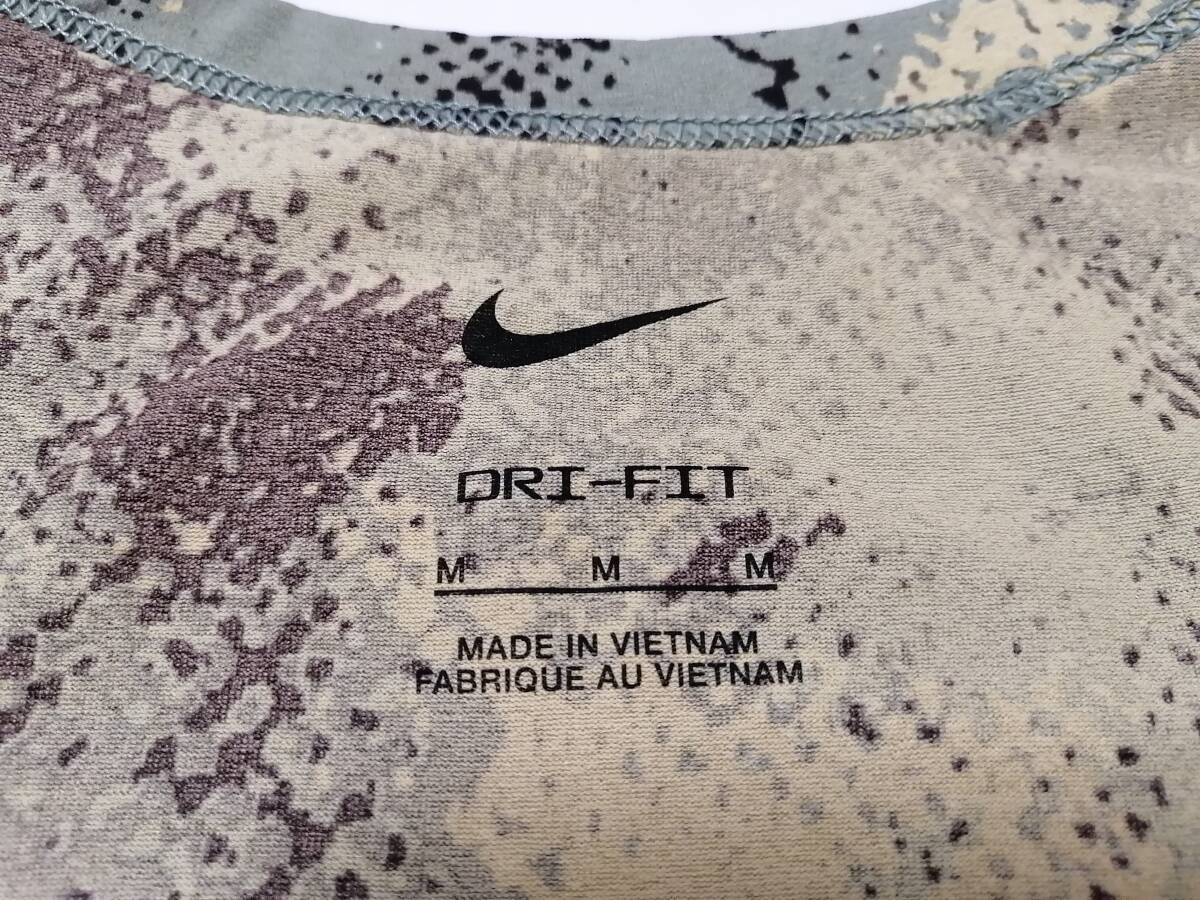 DRI-FIT
M M M
MADE IN VIETNAM
FABRIQUE AU VIETNAM